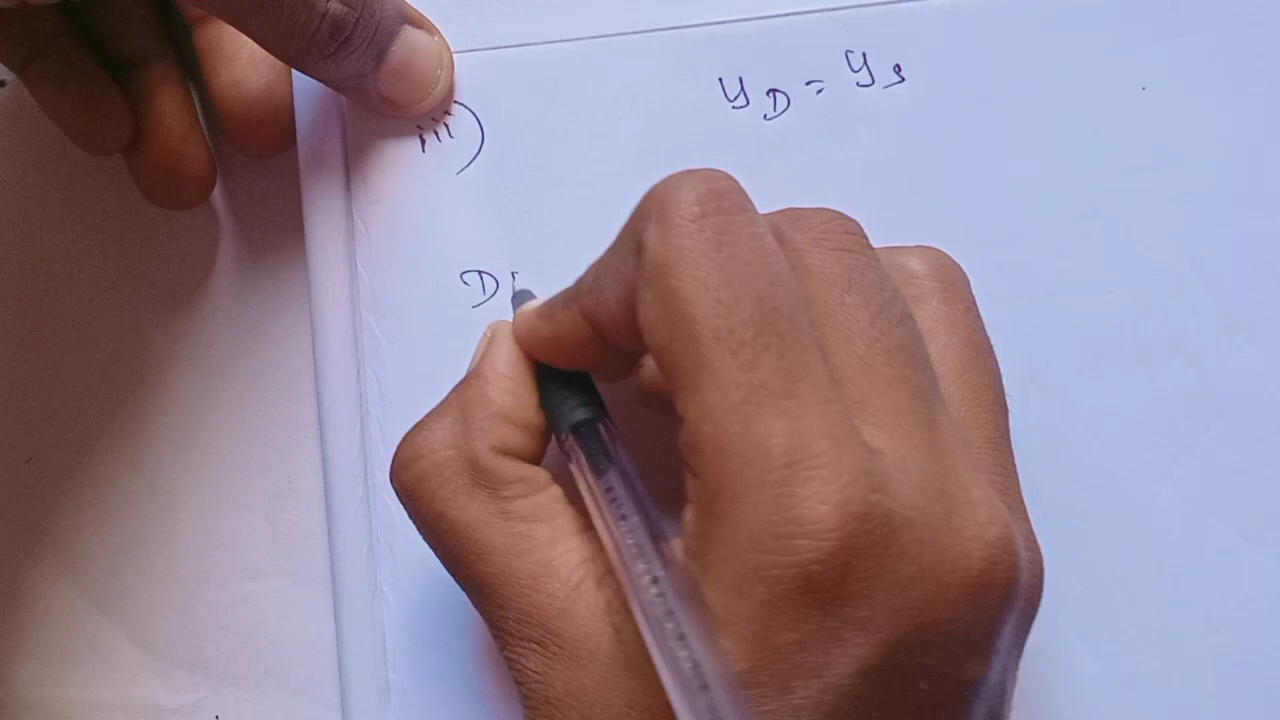 y_D = y_s
iii)
D